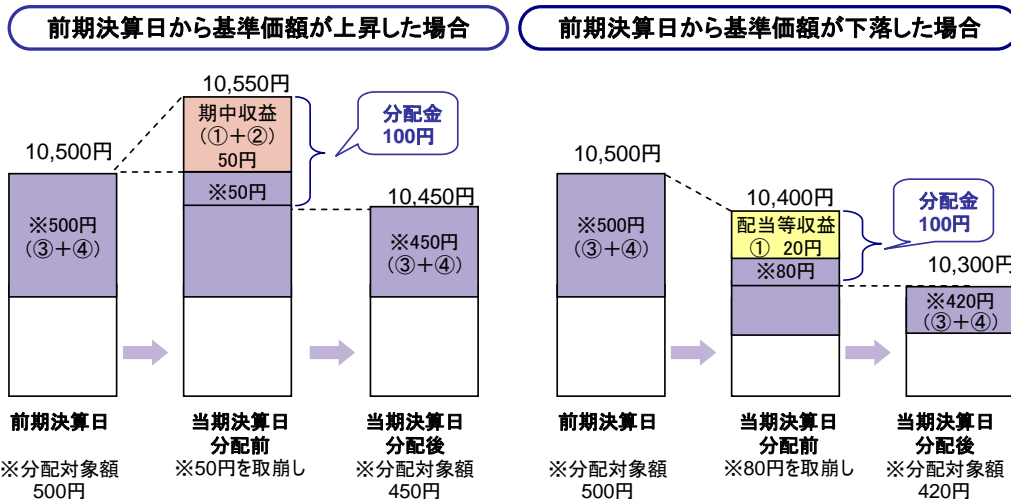 前期決算日から基準価額が上昇した場合
10,550円
期中収益
(①+②)
50円
分配金
100円
10,500円
※50円
※500円
(③+④)
10,450円
※450円
(③+④)
前期決算日
当期決算日
分配前
当期決算日
分配後
※分配対象額
500円
※50円を取崩し
※分配対象額
450円
前期決算日から基準価額が下落した場合
10,500円
※500円
(③+④)
10,400円
配当等収益
① 20円
※80円
分配金
100円
10,300円
※420円
(③+④)
前期決算日
当期決算日
分配前
当期決算日
分配後
※分配対象額
500円
※80円を取崩し
※分配対象額
420円